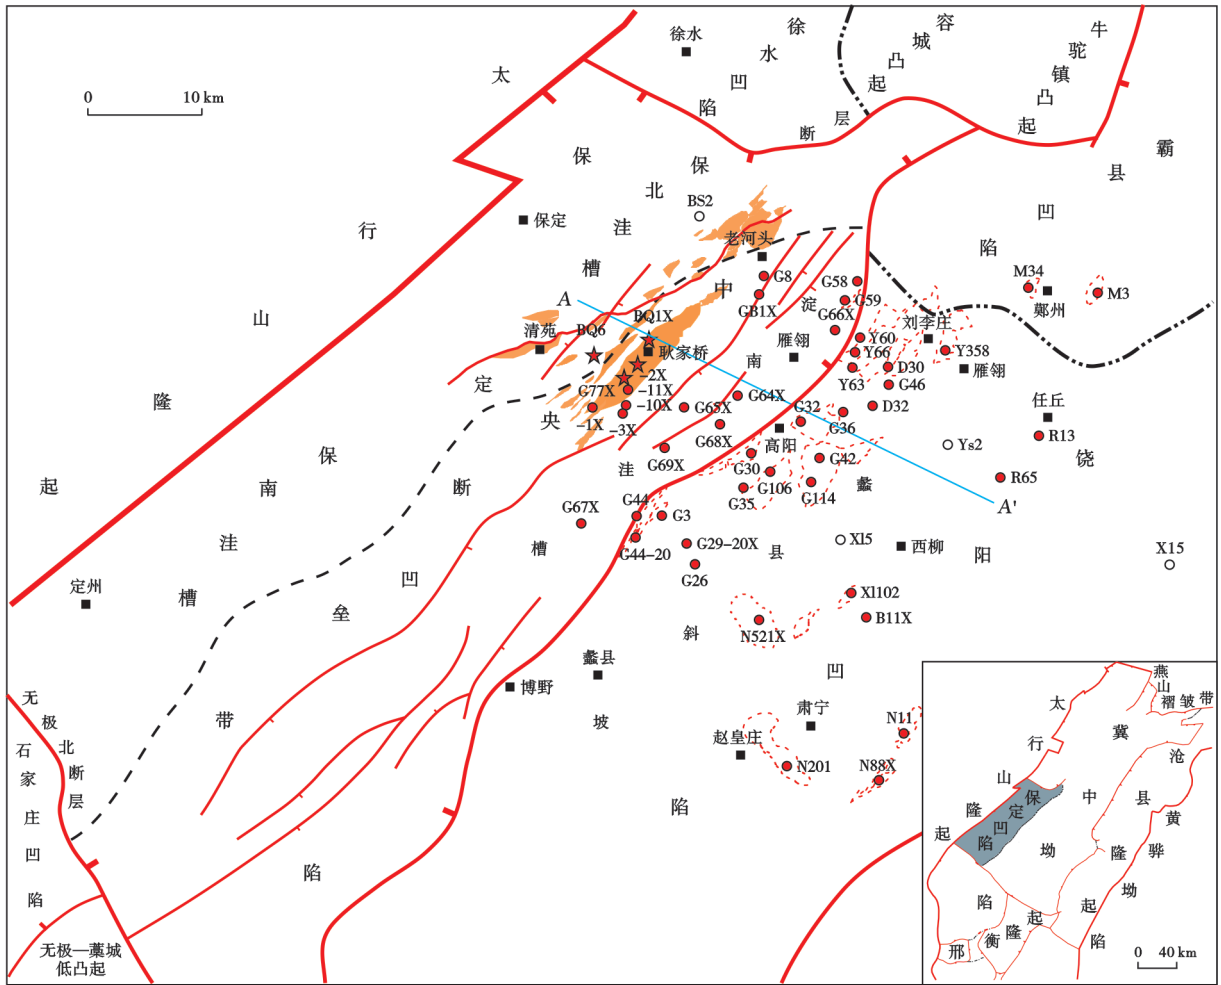 徐水
徐水凹陷
容城凸起
牛驼镇凸起
断层
0 10 km
太行山隆起
保定
保北洼槽
保
BS2
老河头
霸县凹陷
A
清苑
BQ6
BQ1X
中
G8
GB1X
G58
G59
G66X
淀南洼槽
雁翎
耿家桥
-2X
-11X
-10X
-3X
G77X
-1X
定
央
断
凹
垒
带
陷
M34
鄚州
M3
刘李庄
Y60
Y66
Y63
Y358
D30
G46
D32
雁翎
任丘
R13
Ys2
R65
A'
G64X
G65X
G68X
G69X
G32
G36
高阳
G30
G106
G35
G42
G114
G67X
G44
G3
G44-20
G29-20X
G26
蠡县斜坡
Xl5
西柳
饶阳凹陷
X15
Xl102
B11X
N521X
保南洼槽
定州
蠡县
博野
肃宁
赵皇庄
N201
N11
N88X
无极北断层
石家庄凹陷
无极—藁城
低凸起
燕山褶皱带
太行山隆起
冀中坳陷
沧县隆起
黄骅坳陷
保定凹陷
邢衡隆起
0 40 km